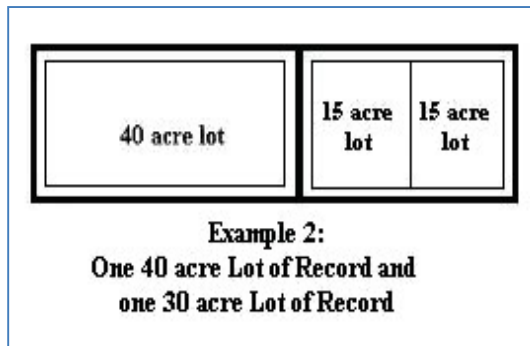 40 acre lot
15 acre
lot
15 acre
lot
Example 2:
One 40 acre Lot of Record and
one 30 acre Lot of Record